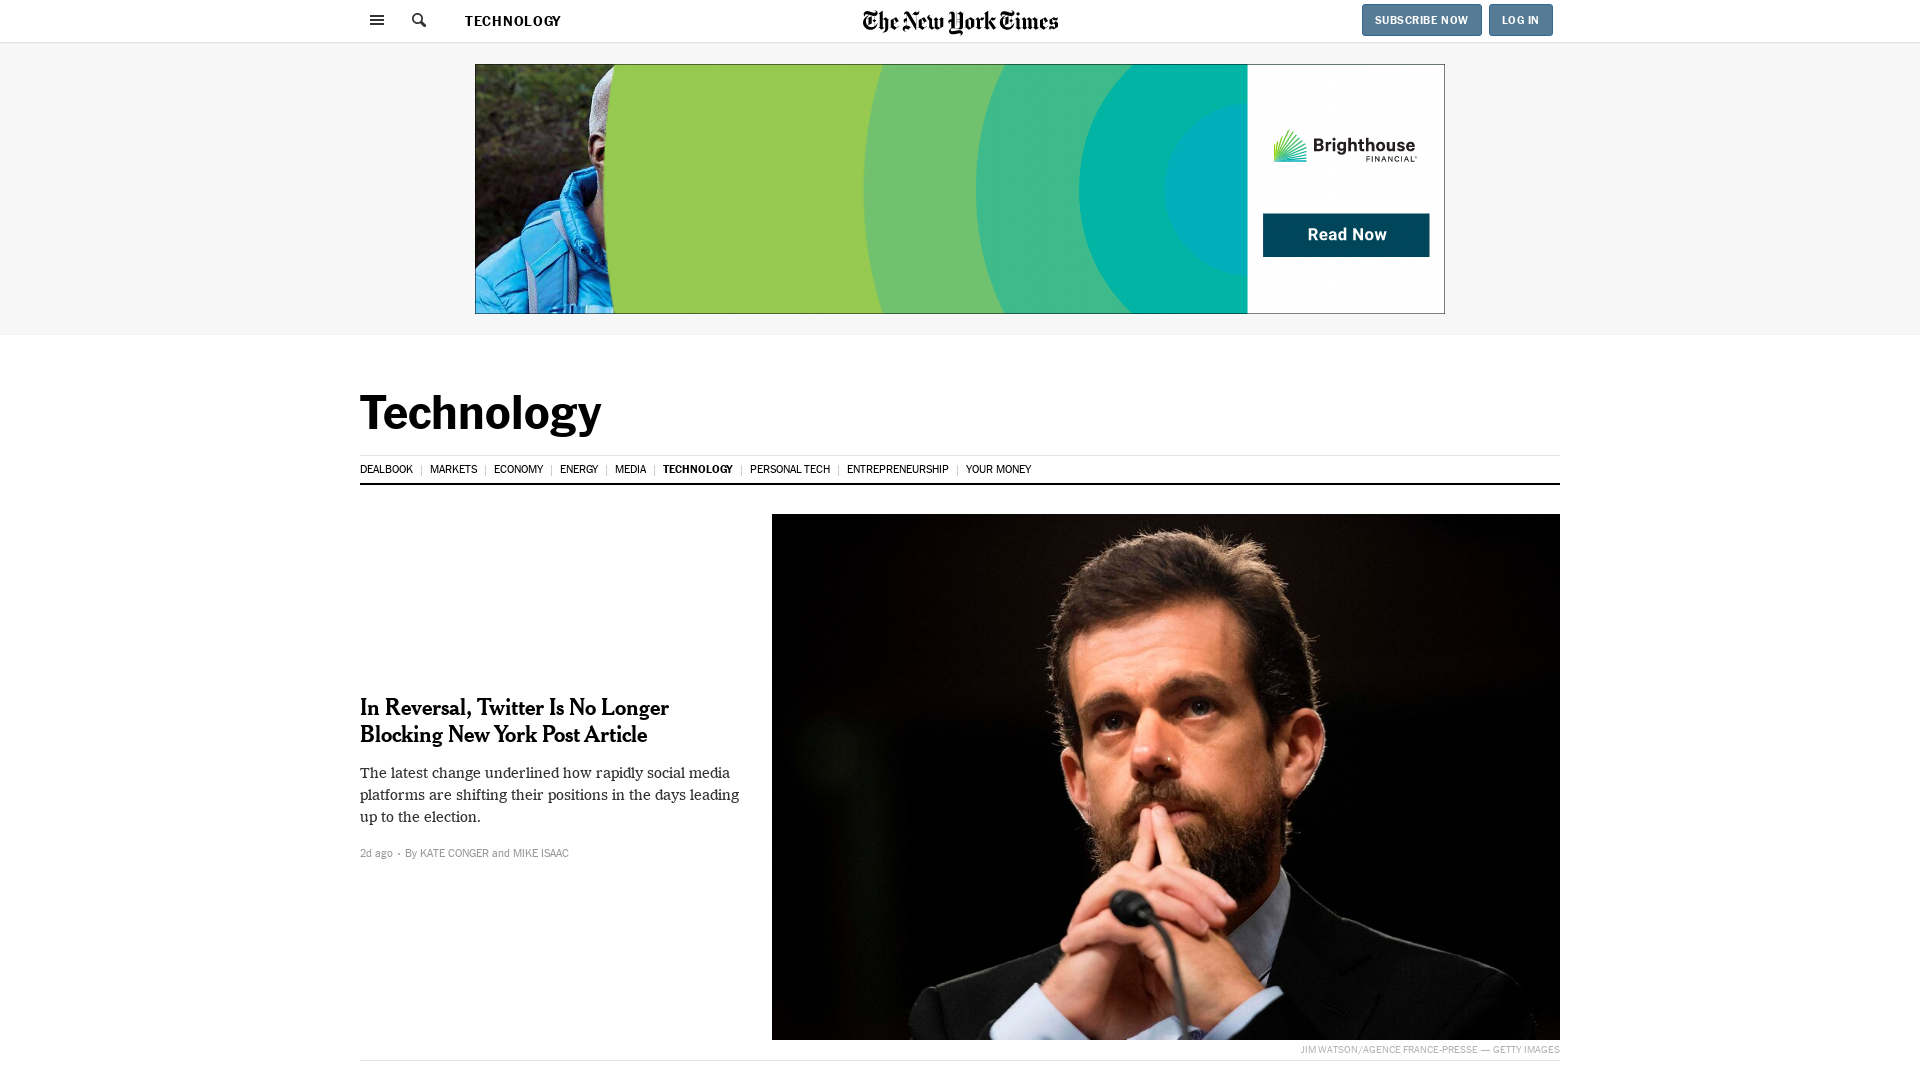 TECHNOLOGY
The New York Times
SUBSCRIBE NOW
LOG IN
Brighthouse
FINANCIAL®
Read Now
Technology
DEALBOOK
MARKETS
ECONOMY
ENERGY
MEDIA
TECHNOLOGY
PERSONAL TECH
ENTREPRENEURSHIP
YOUR MONEY
In Reversal, Twitter Is No Longer
Blocking New York Post Article
The latest change underlined how rapidly social media
platforms are shifting their positions in the days leading
up to the election.
2d ago • By KATE CONGER and MIKE ISAAC
JIM WATSON/AGENCE FRANCE-PRESSE — GETTY IMAGES